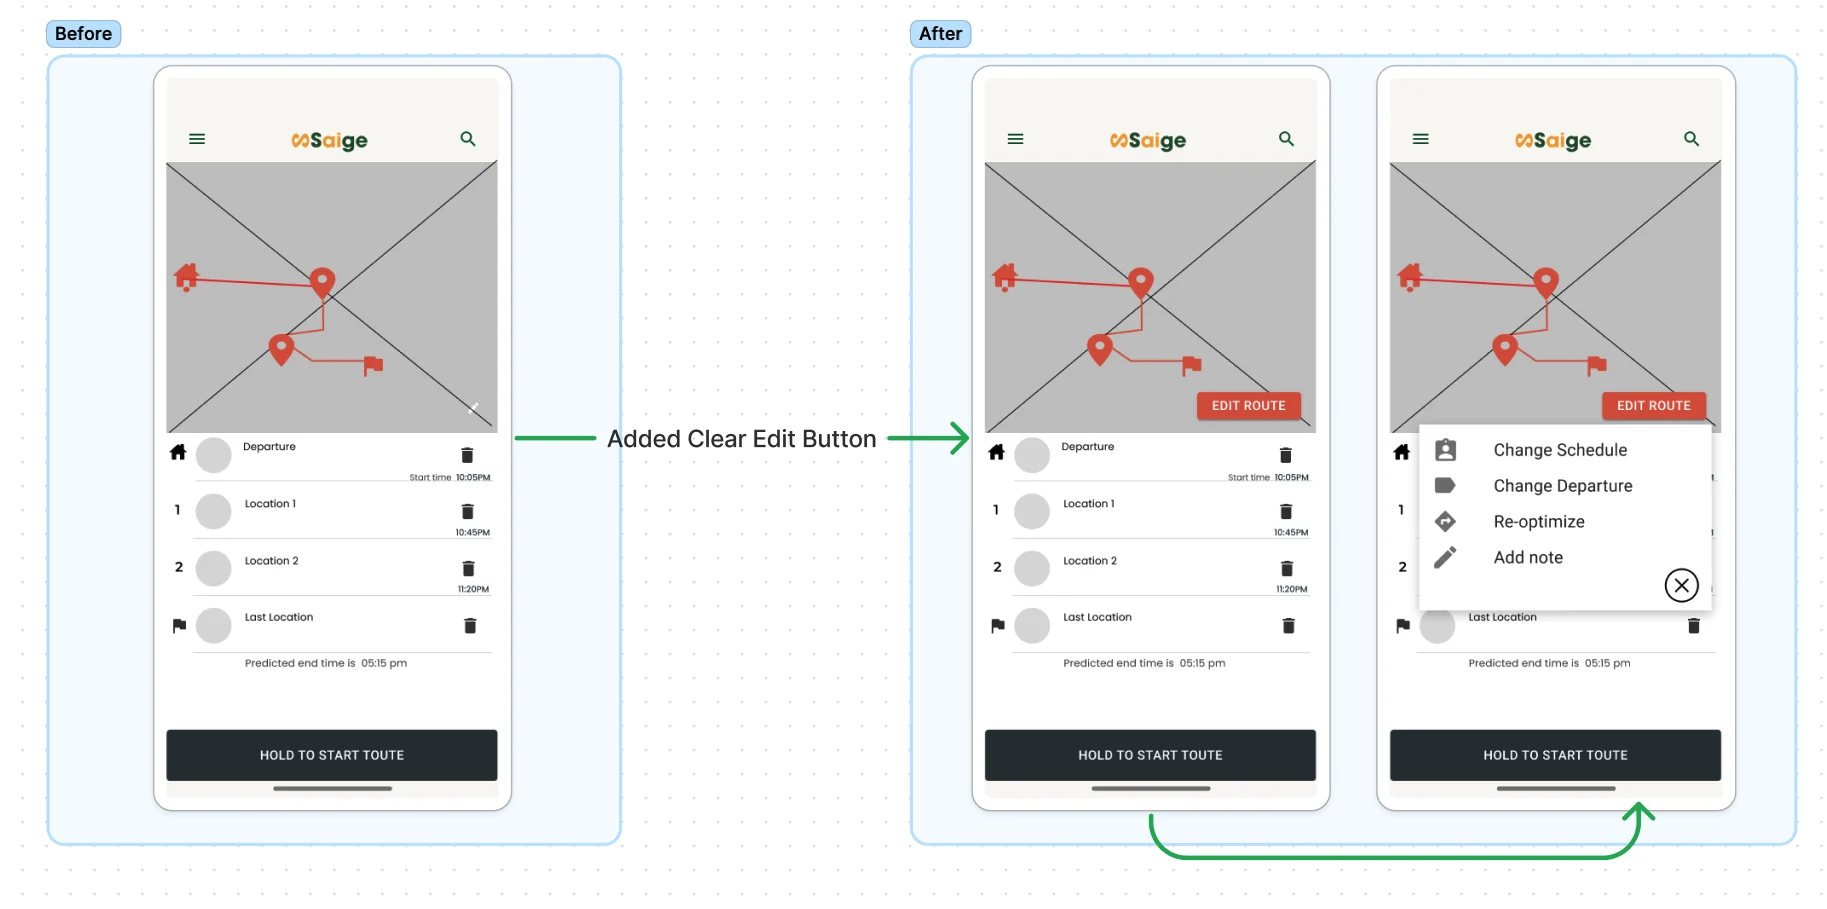 Before
Saige
Departure
Start time 10:05PM
1 Location 1
10:45PM
2 Location 2
11:20PM
Last Location
Predicted end time is 05:15 pm
HOLD TO START TOUTE
Added Clear Edit Button
After
Saige
EDIT ROUTE
Departure
Start time 10:05PM
1 Location 1
10:45PM
2 Location 2
11:20PM
Last Location
Predicted end time is 05:15 pm
HOLD TO START TOUTE
Saige
EDIT ROUTE
Change Schedule
1 Change Departure
Re-optimize
2 Add note
Last Location
Predicted end time is 05:15 pm
HOLD TO START TOUTE